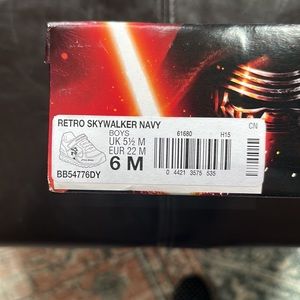 RETRO SKYWALKER NAVY
BOYS 61680 H15 CN
UK 5½ M
EUR 22 M
6 M
BB54776DY
0 4421 3575 535